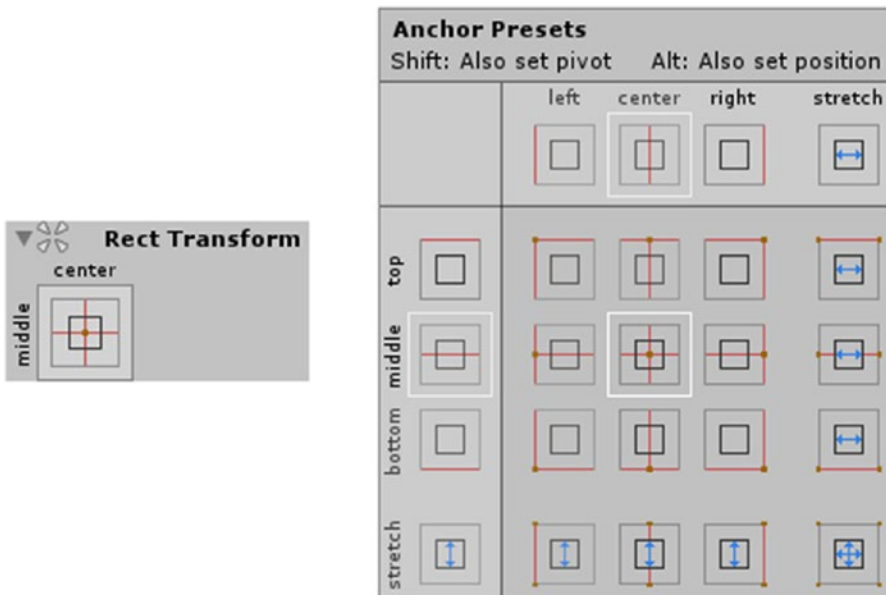 Anchor Presets
Shift: Also set pivot Alt: Also set position
left center right stretch
Rect Transform
center
middle
top
middle
bottom
stretch